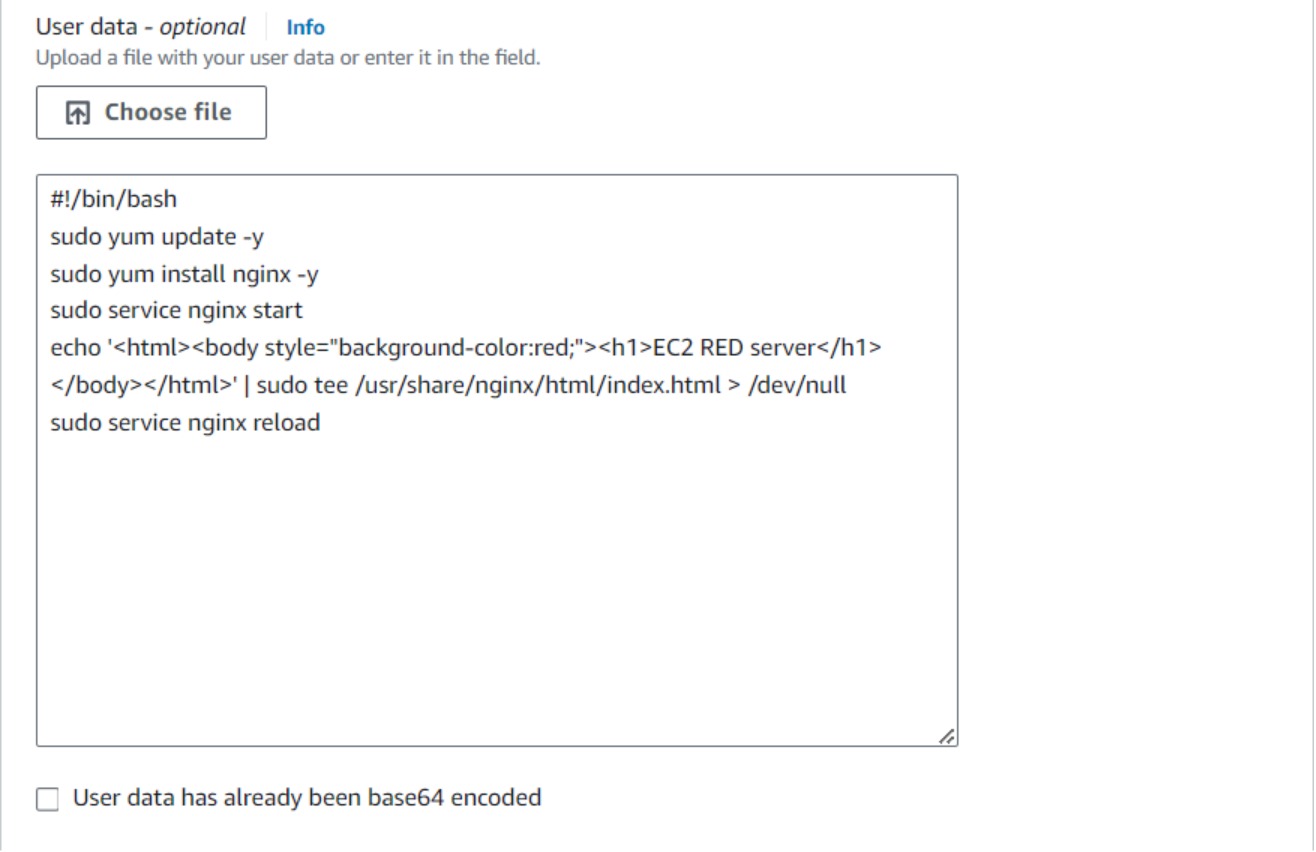 User data - optional Info
Upload a file with your user data or enter it in the field.
Choose file
#!/bin/bash
sudo yum update -y
sudo yum install nginx -y
sudo service nginx start
echo '<html><body style="background-color:red;"><h1>EC2 RED server</h1>
</body></html>' | sudo tee /usr/share/nginx/html/index.html > /dev/null
sudo service nginx reload
User data has already been base64 encoded